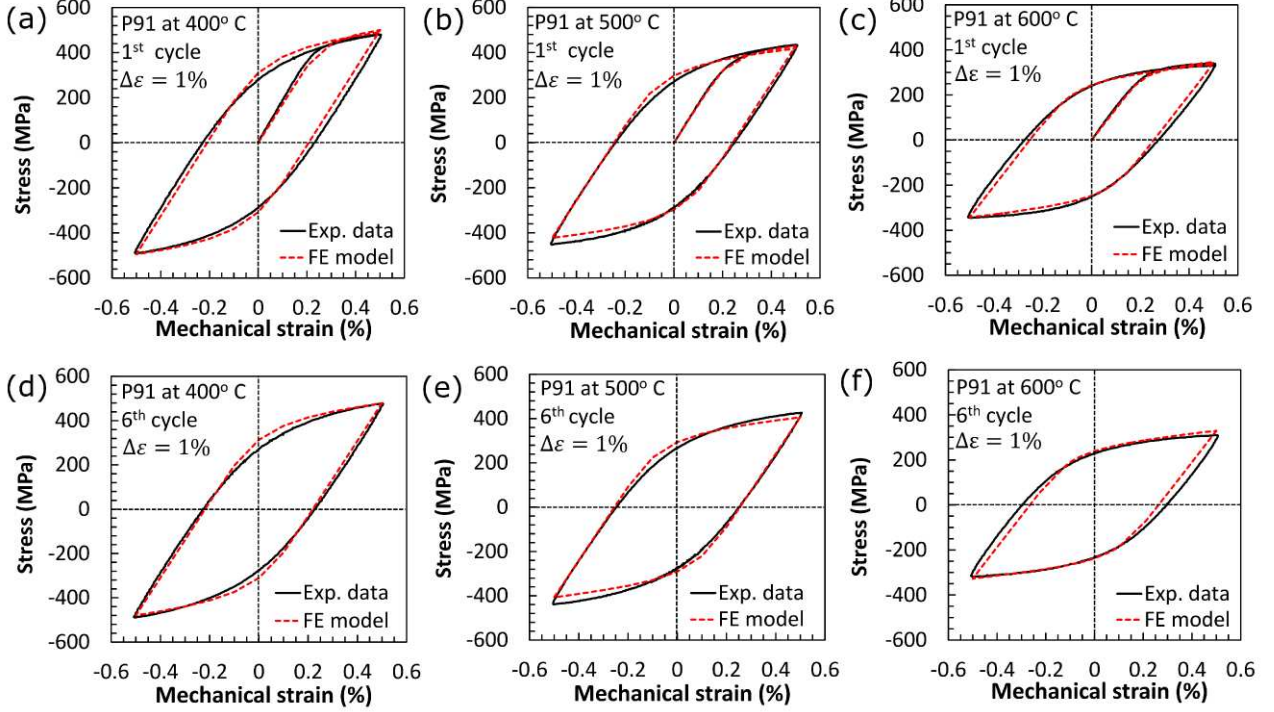 (a)
P91 at 400° C
1st cycle
Δε = 1%
Exp. data
FE model
600
400
200
0
-200
-400
-600
-0.6 -0.4 -0.2 0 0.2 0.4 0.6
Stress (MPa)
Mechanical strain (%)
(b)
P91 at 500° C
1st cycle
Δε = 1%
Exp. data
FE model
600
400
200
0
-200
-400
-600
-0.6 -0.4 -0.2 0 0.2 0.4 0.6
Stress (MPa)
Mechanical strain (%)
(c)
P91 at 600° C
1st cycle
Δε = 1%
Exp. data
FE model
600
400
200
0
-200
-400
-600
-0.6 -0.4 -0.2 0 0.2 0.4 0.6
Stress (MPa)
Mechanical strain (%)
(d)
P91 at 400° C
6th cycle
Δε = 1%
Exp. data
FE model
600
400
200
0
-200
-400
-600
-0.6 -0.4 -0.2 0 0.2 0.4 0.6
Stress (MPa)
Mechanical strain (%)
(e)
P91 at 500° C
6th cycle
Δε = 1%
Exp. data
FE model
600
400
200
0
-200
-400
-600
-0.6 -0.4 -0.2 0 0.2 0.4 0.6
Stress (MPa)
Mechanical strain (%)
(f)
P91 at 600° C
6th cycle
Δε = 1%
Exp. data
FE model
600
400
200
0
-200
-400
-600
-0.6 -0.4 -0.2 0 0.2 0.4 0.6
Stress (MPa)
Mechanical strain (%)